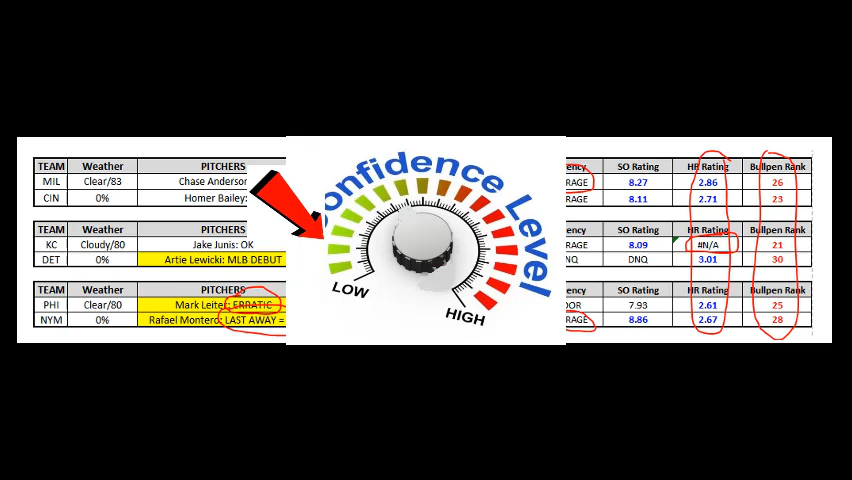 TEAM Weather PITCHERS ency SO Rating HR Rating Bullpen Rank
MIL Clear/83 Chase Anderson RAGE 8.27 2.86 26
CIN 0% Homer Bailey: RAGE 8.11 2.71 23
TEAM Weather PITCHERS ency SO Rating HR Rating Bullpen Rank
KC Cloudy/80 Jake Junis: OK RAGE 8.09 #N/A 21
DET 0% Artie Lewicki: MLB DEBUT NQ DNQ 3.01 30
TEAM Weather PITCHERS ency SO Rating HR Rating Bullpen Rank
PHI Clear/80 Mark Leiter: ERRATIC OOR 7.93 2.61 25
NYM 0% Rafael Montero: LAST AWAY = RAGE 8.86 2.67 28
onfidence Level
LOW
HIGH